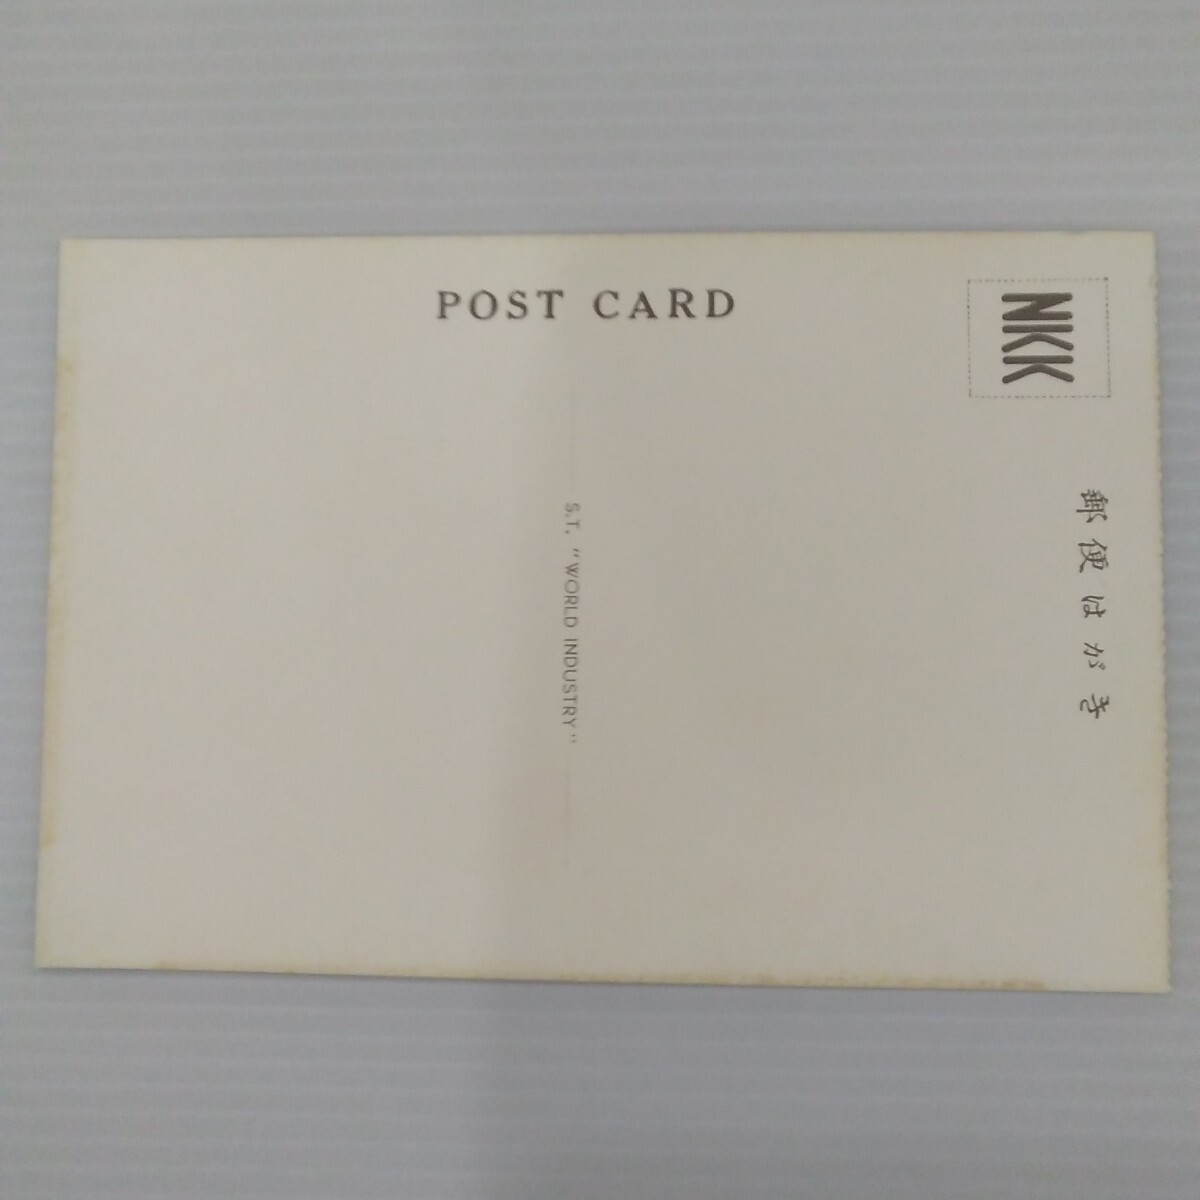 POST CARD
NKK
郵便はがき
S.T. "WORLD INDUSTRY"